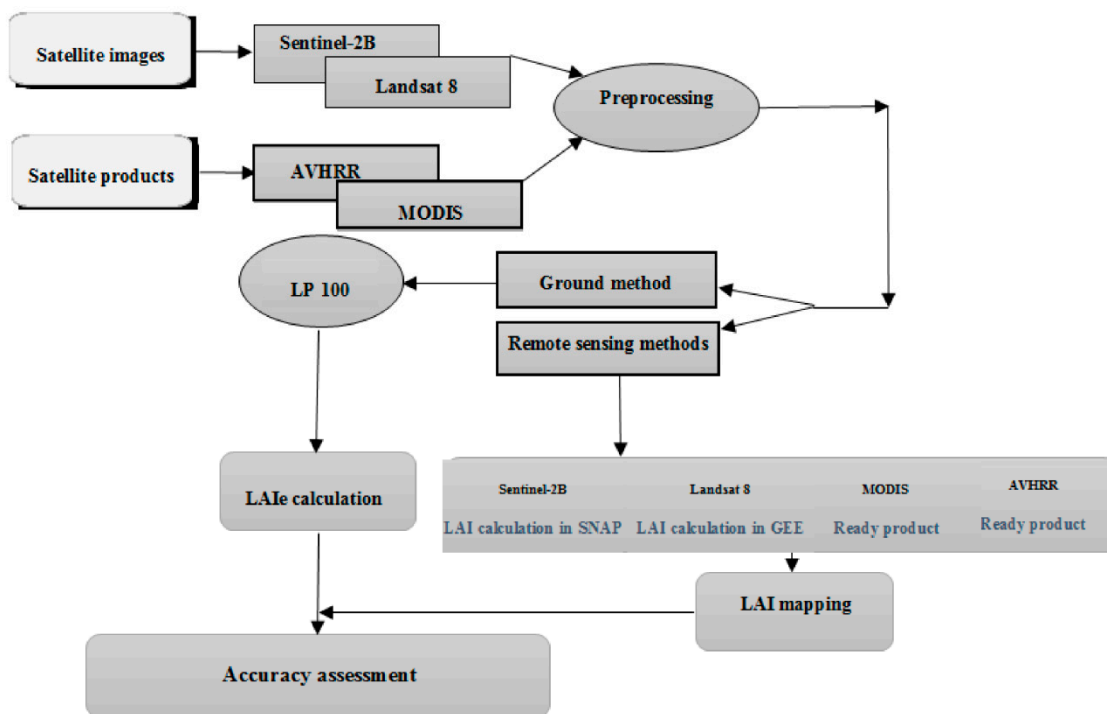 Satellite images
Sentinel-2B
Landsat 8
Preprocessing
Satellite products
AVHRR
MODIS
LP 100
Ground method
Remote sensing methods
LAIe calculation
Sentinel-2B
LAI calculation in SNAP
Landsat 8
LAI calculation in GEE
MODIS
Ready product
AVHRR
Ready product
LAI mapping
Accuracy assessment